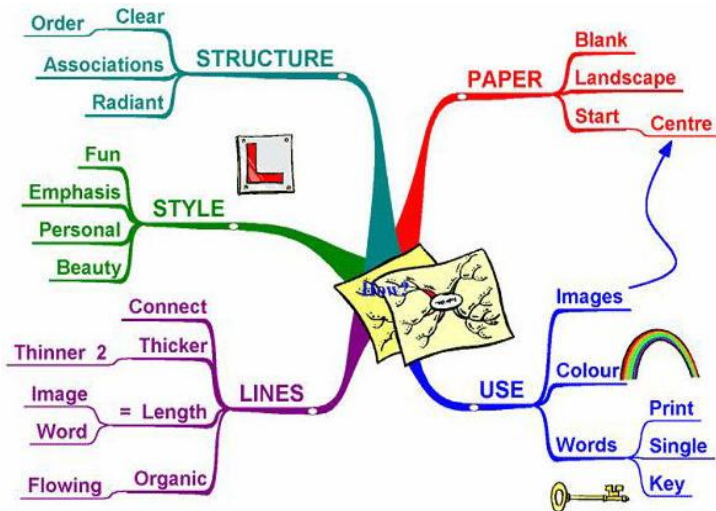 STRUCTURE
Clear
Order
Associations
Radiant
PAPER
Blank
Landscape
Start
Centre
STYLE
Fun
Emphasis
Personal
Beauty
L
How?
LINES
Connect
Thicker
Thinner 2
= Length
Image
Word
Organic
Flowing
USE
Images
Colour
Words
Print
Single
Key